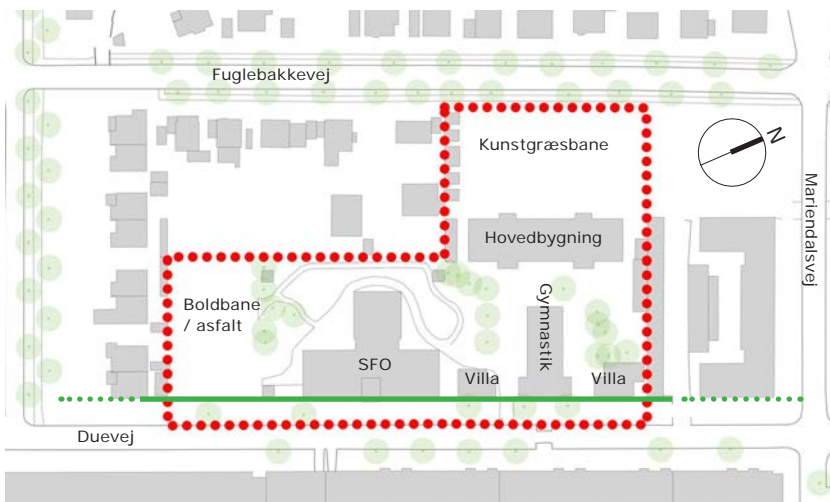 Fuglebakkevej
Kunstgræsbane
N
Mariendalsvej
Hovedbygning
Boldbane
/ asfalt
Gymnastik
SFO
Villa
Villa
Duevej